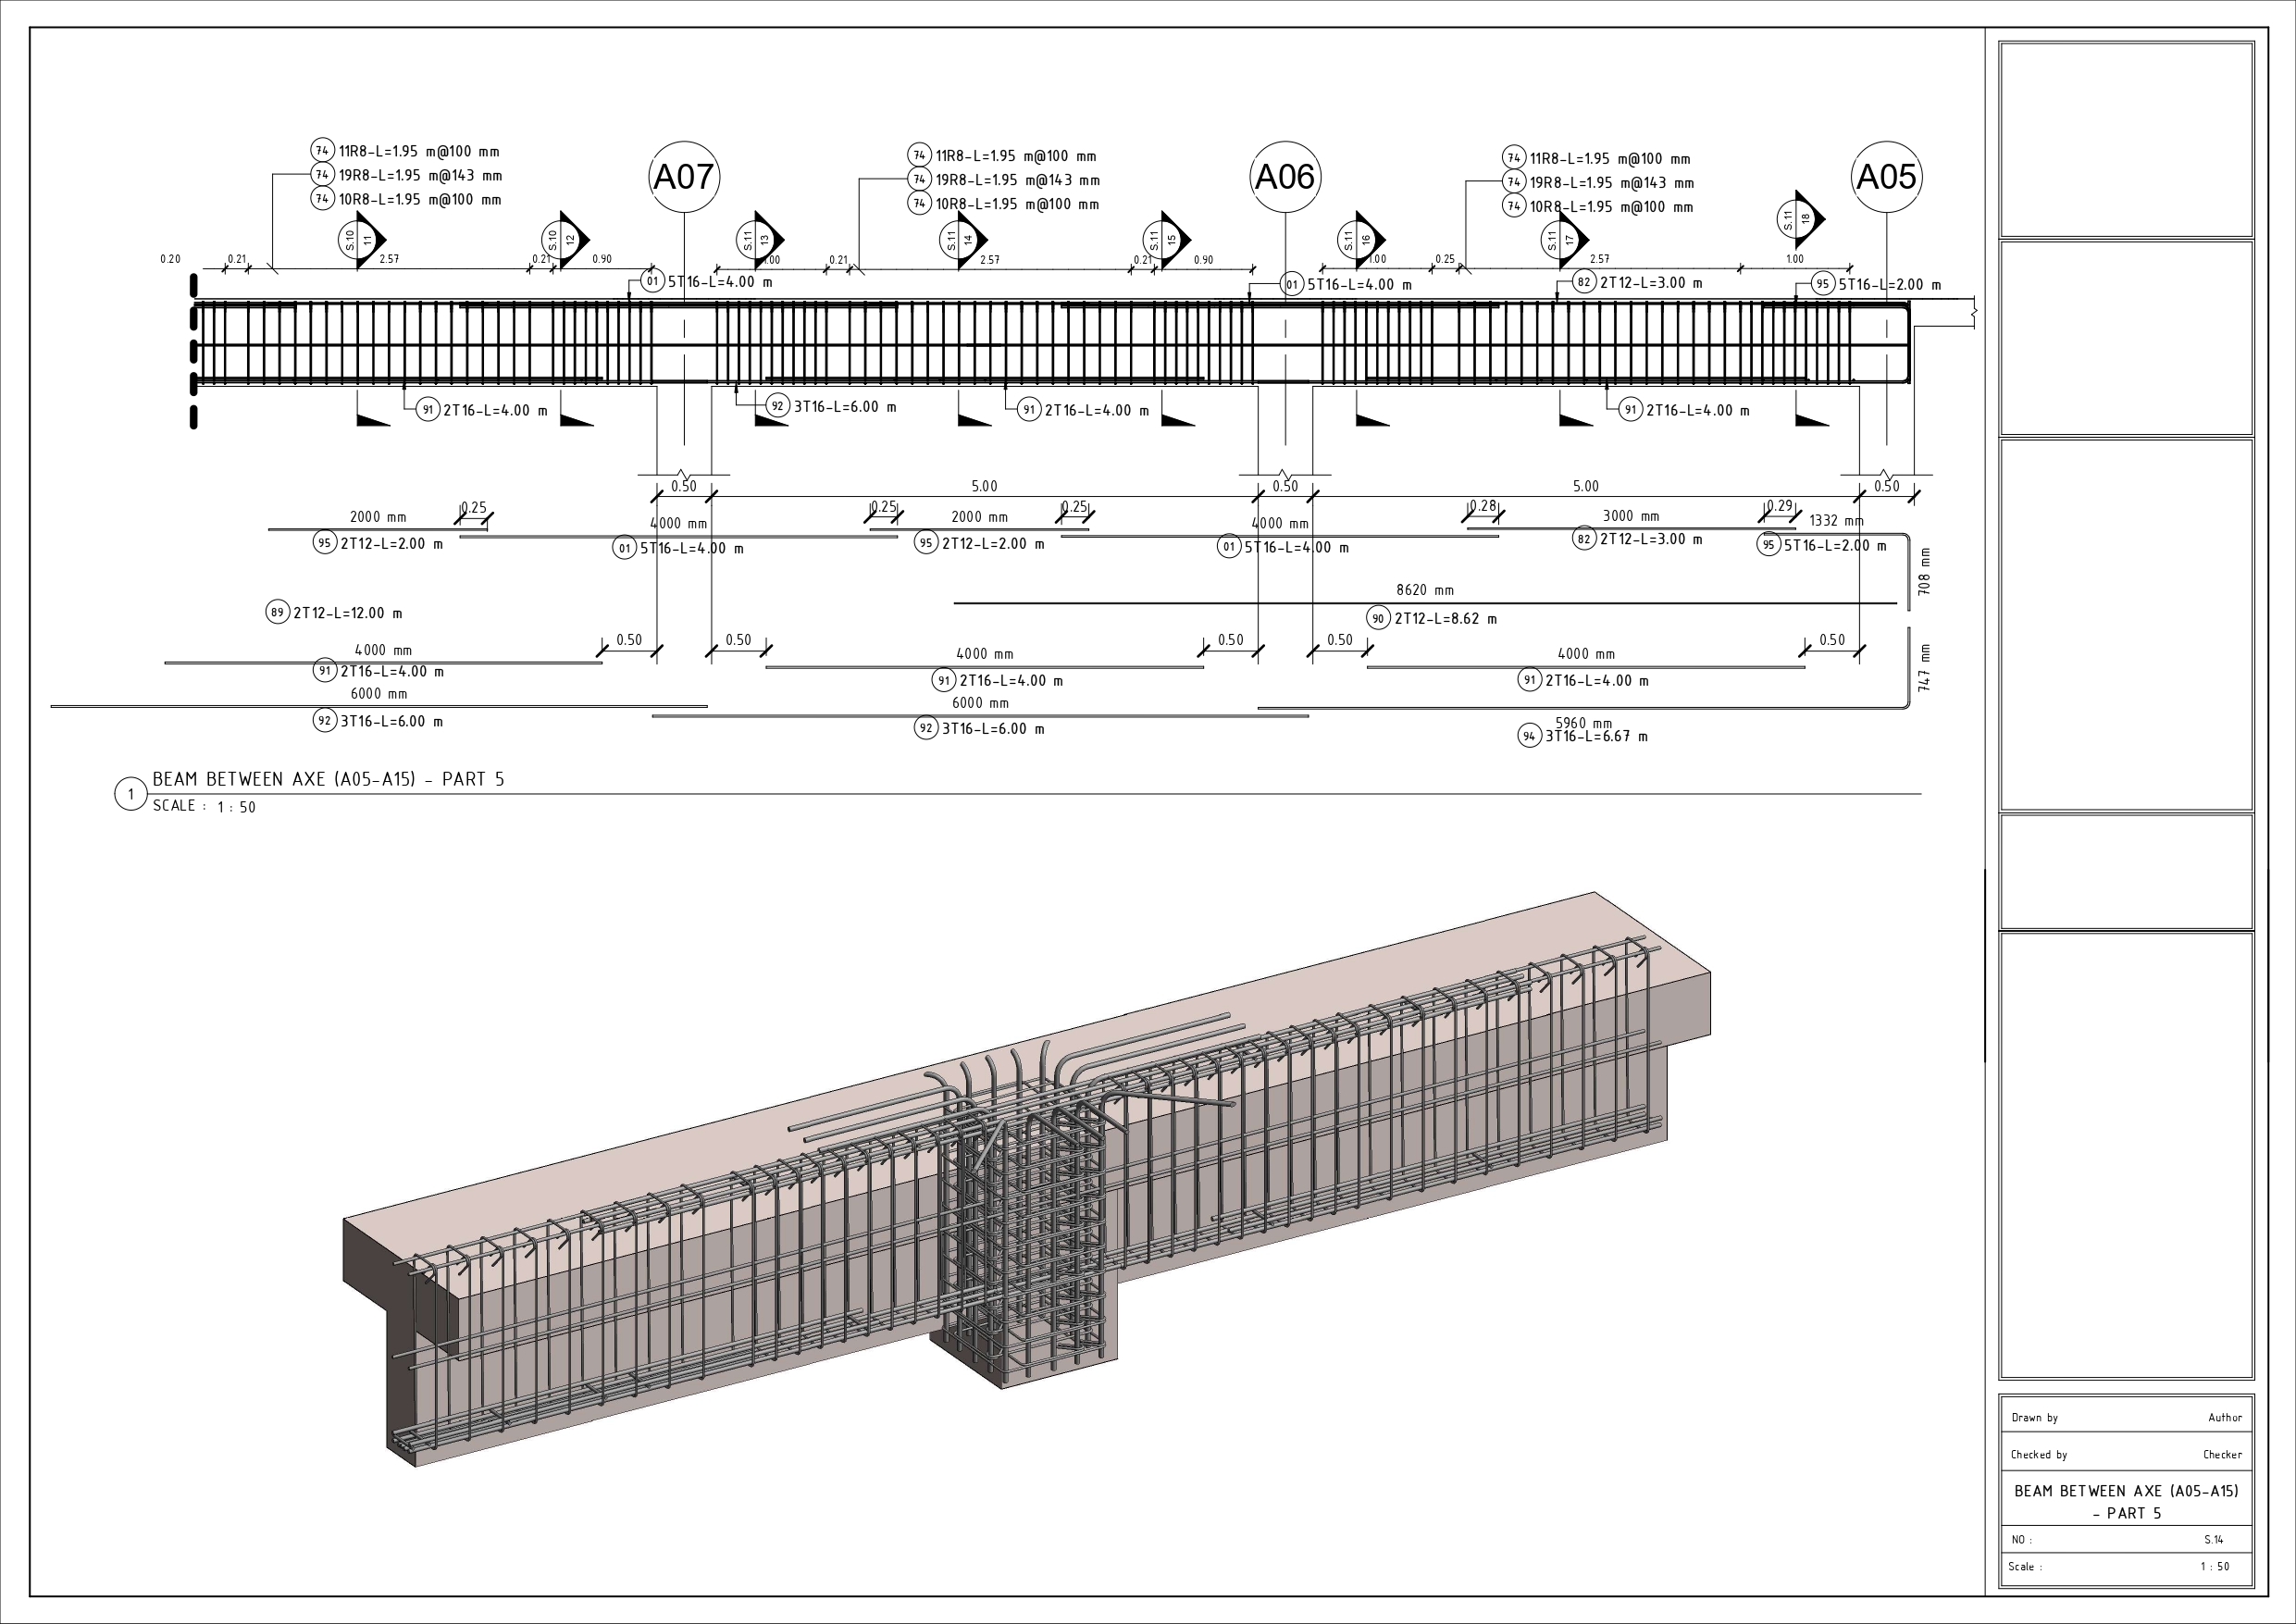 74 11R8-L=1.95 m@100 mm
74 19R8-L=1.95 m@143 mm
74 10R8-L=1.95 m@100 mm
A07
74 11R8-L=1.95 m@100 mm
74 19R8-L=1.95 m@143 mm
74 10R8-L=1.95 m@100 mm
A06
74 11R8-L=1.95 m@100 mm
74 19R8-L=1.95 m@143 mm
74 10R8-L=1.95 m@100 mm
A05
S.10 11
S.10 12
S.11 13
S.11 14
S.11 15
S.11 16
S.11 17
S.11 18
0.20 0.21 2.57 0.21 0.90 1.00 0.21 2.57 0.21 0.90 1.00 0.25 2.57 1.00
01 5T16-L=4.00 m
01 5T16-L=4.00 m
82 2T12-L=3.00 m
95 5T16-L=2.00 m
91 2T16-L=4.00 m
92 3T16-L=6.00 m
91 2T16-L=4.00 m
91 2T16-L=4.00 m
0.50 5.00 0.50 5.00 0.50
2000 mm 0.25 4000 mm 0.25 2000 mm 0.25 4000 mm 0.28 3000 mm 0.29 1332 mm
95 2T12-L=2.00 m
01 5T16-L=4.00 m
95 2T12-L=2.00 m
01 5T16-L=4.00 m
82 2T12-L=3.00 m
95 5T16-L=2.00 m
708 mm
8620 mm
89 2T12-L=12.00 m
90 2T12-L=8.62 m
0.50 0.50 0.50 0.50 0.50
4000 mm
91 2T16-L=4.00 m
4000 mm
91 2T16-L=4.00 m
4000 mm
91 2T16-L=4.00 m
747 mm
6000 mm
92 3T16-L=6.00 m
6000 mm
92 3T16-L=6.00 m
5960 mm
94 3T16-L=6.67 m
1 BEAM BETWEEN AXE (A05-A15) - PART 5
SCALE : 1 : 50
Drawn by Author
Checked by Checker
BEAM BETWEEN AXE (A05-A15)
- PART 5
NO : S.14
Scale : 1 : 50